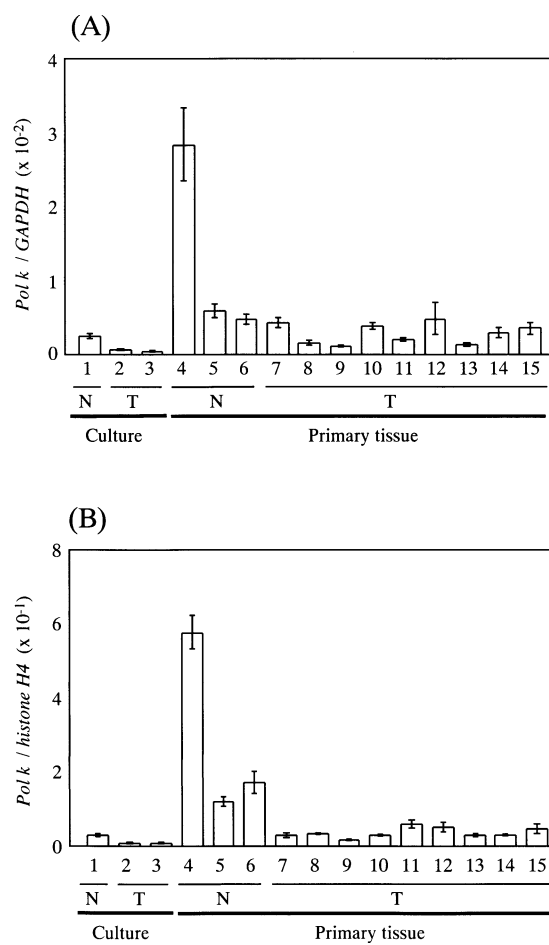 (A)
Pol k / GAPDH (x 10-2)
4
3
2
1
0
1 2 3 4 5 6 7 8 9 10 11 12 13 14 15
N T N T
Culture Primary tissue
(B)
Pol k / histone H4 (x 10-1)
8
6
4
2
0
1 2 3 4 5 6 7 8 9 10 11 12 13 14 15
N T N T
Culture Primary tissue